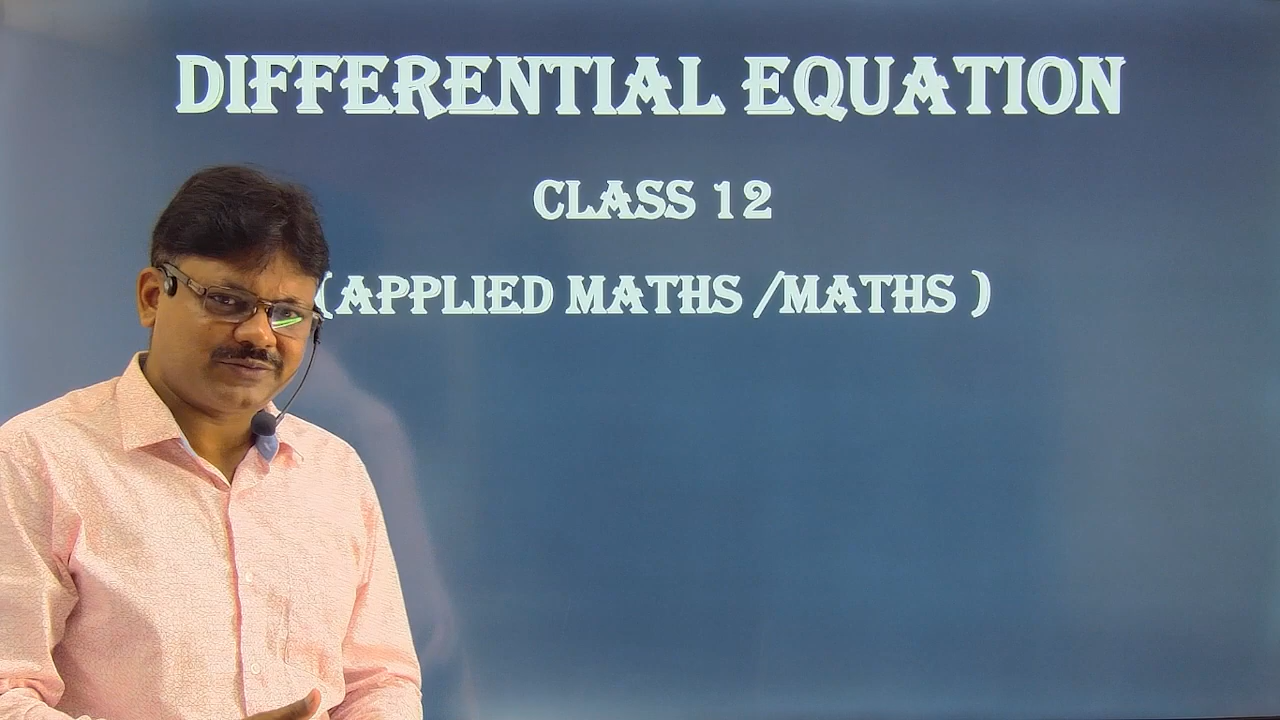 DIFFERENTIAL EQUATION
CLASS 12
(APPLIED MATHS /MATHS )